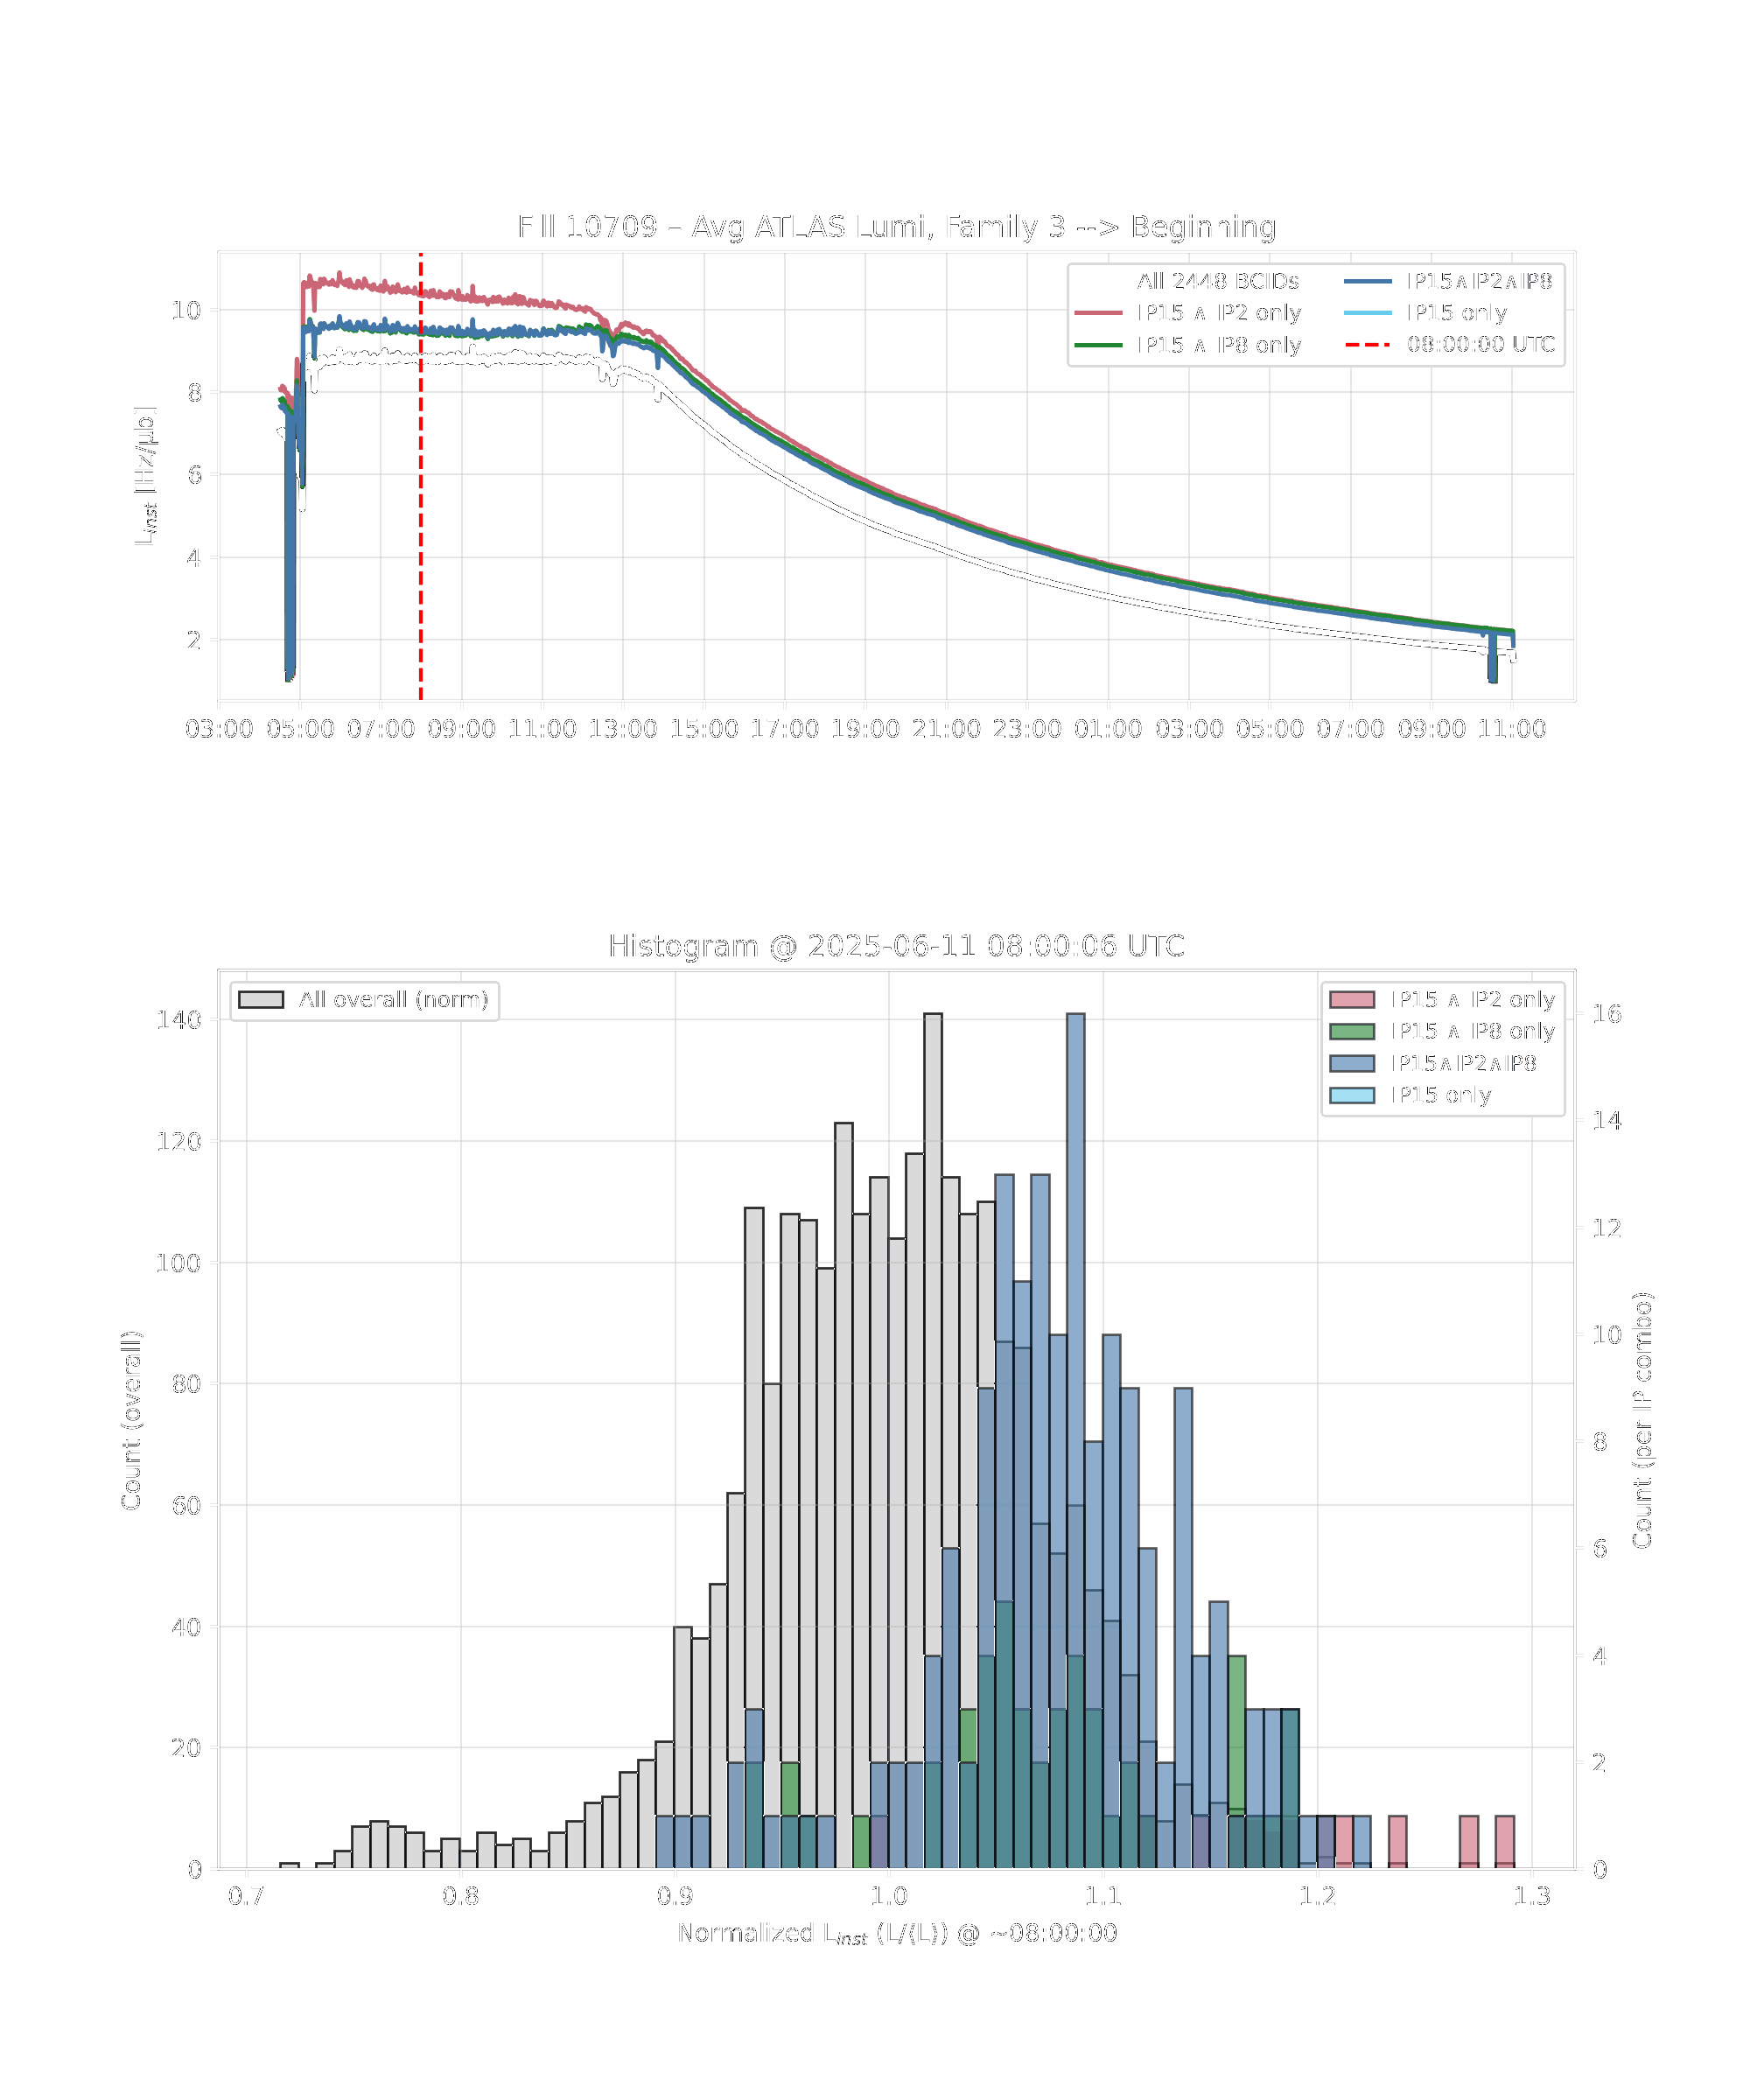 Fill 10709 – Avg ATLAS Lumi, Family 3 --> Beginning
All 2448 BCIDs
IP15 ∧ IP2 only
IP15 ∧ IP8 only
IP15∧IP2∧IP8
IP15 only
08:00:00 UTC
L_inst [Hz/μb]
10
8
6
4
2
03:00 05:00 07:00 09:00 11:00 13:00 15:00 17:00 19:00 21:00 23:00 01:00 03:00 05:00 07:00 09:00 11:00
Histogram @ 2025-06-11 08:00:06 UTC
All overall (norm)
IP15 ∧ IP2 only
IP15 ∧ IP8 only
IP15∧IP2∧IP8
IP15 only
Count (overall)
140
120
100
80
60
40
20
0
Count (per IP combo)
16
14
12
10
8
6
4
2
0
0.7 0.8 0.9 1.0 1.1 1.2 1.3
Normalized L_inst (L/⟨L⟩) @ ~08:00:00